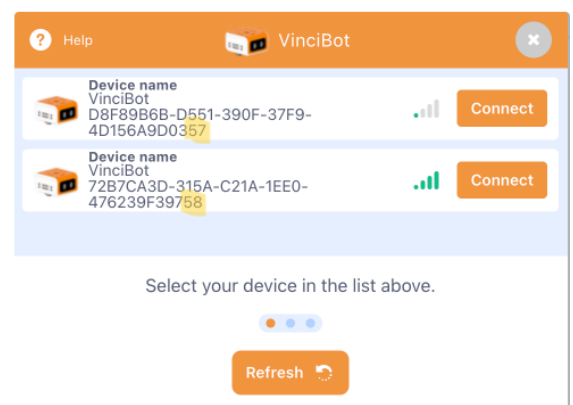 ? Help
VinciBot
Device name
VinciBot
D8F89B6B-D551-390F-37F9-
4D156A9D0357
Connect
Device name
VinciBot
72B7CA3D-315A-C21A-1EE0-
476239F39758
Connect
Select your device in the list above.
Refresh